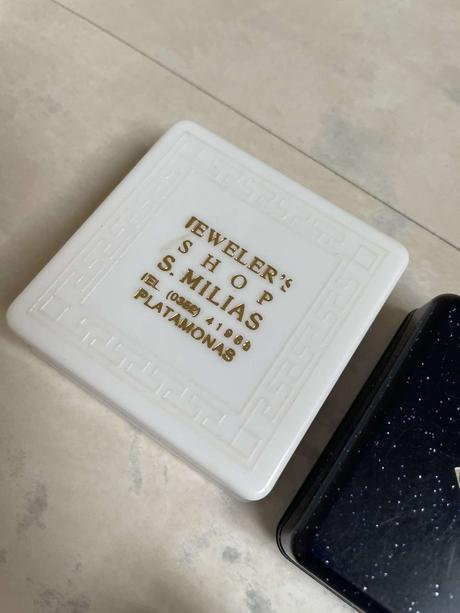 JEWELER's
SHOP
S. MILIAS
TEL (0352) 41983
PLATAMONAS